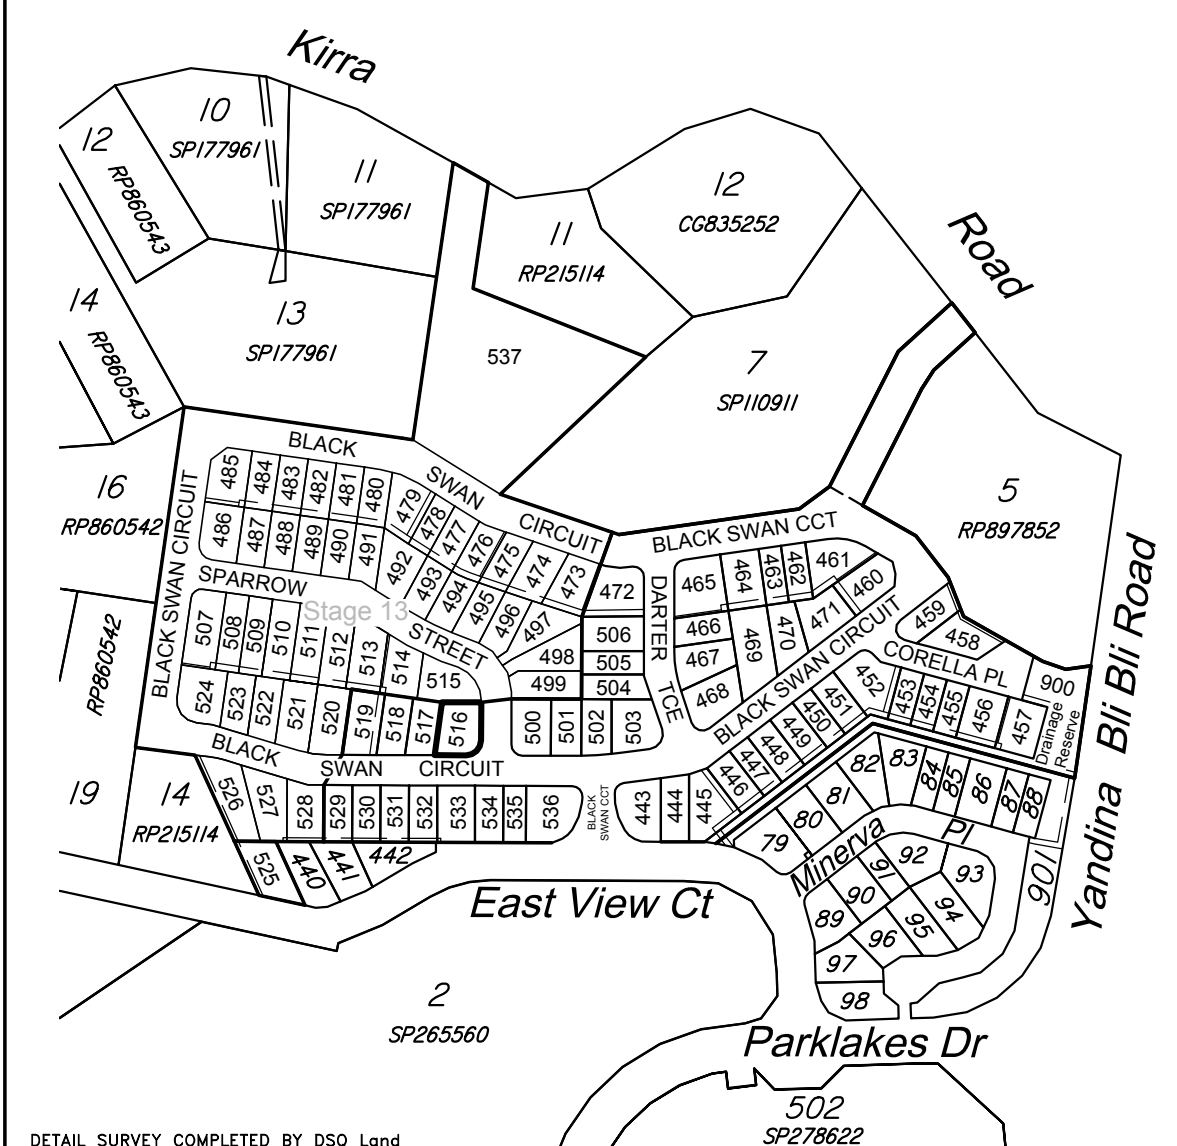 Kirra
10
SP177961
12
RP860543
11
SP177961
12
CG835252
11
RP215114
Road
14
RP860543
13
SP177961
537
7
SP110911
5
RP897852
16
RP860542
BLACK SWAN CIRCUIT
BLACK SWAN CIRCUIT
485 484 483 482 481 480 479 478 477 476 475 474 473
486 487 488 489 490 491 492 493 494 495 496 497
BLACK SWAN CCT
465 464 463 462 461 460
472
DARTER TCE
506
505
504
498
499
466
467
468
469 470 471
459
458
SPARROW STREET
Stage 13
507 508 509 510 511 512 513 514 515
524 523 522 521 520 519 518 517 516
500 501 502 503
BLACK SWAN CIRCUIT
CORELLA PL
452 453 454 455 456 457
900
Drainage
Reserve
446 447 448 449 450 451
RP860542
BLACK SWAN CIRCUIT
19
14
RP215114
526 527 528 529 530 531 532 533 534 535 536
BLACK
SWAN CCT
443 444 445
525 440 441 442
79 80 81 82 83 84 85 86 87 88
Minerva Pl
89 90 91 92 93
94 95 96
97
98
901
Yandina Bli Bli Road
East View Ct
2
SP265560
Parklakes Dr
502
SP278622
DETAIL SURVEY COMPLETED BY DSQ Land